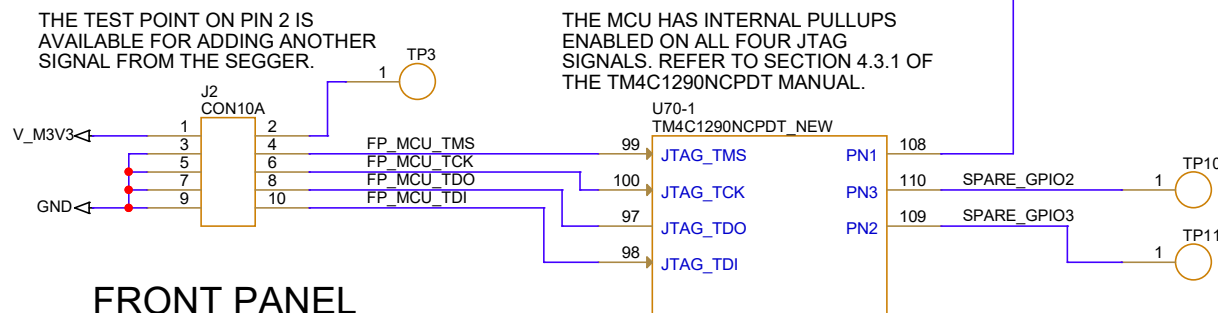 THE TEST POINT ON PIN 2 IS
AVAILABLE FOR ADDING ANOTHER
SIGNAL FROM THE SEGGER.
TP3
1
THE MCU HAS INTERNAL PULLUPS
ENABLED ON ALL FOUR JTAG
SIGNALS. REFER TO SECTION 4.3.1 OF
THE TM4C1290NCPDT MANUAL.
J2
CON10A
V_M3V3
1 2
3 4 FP_MCU_TMS
5 6 FP_MCU_TCK
7 8 FP_MCU_TDO
GND 9 10 FP_MCU_TDI
U70-1
TM4C1290NCPDT_NEW
99 JTAG_TMS PN1 108
100 JTAG_TCK PN3 110 SPARE_GPIO2 1 TP10
97 JTAG_TDO PN2 109 SPARE_GPIO3
98 JTAG_TDI 1 TP11
FRONT PANEL